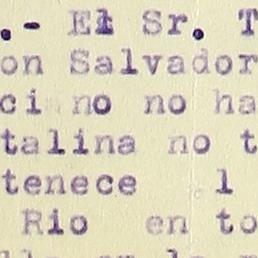 .- El Sr. T
on Salvador
ci no no ha
talina no t
tenece l
Rio en to